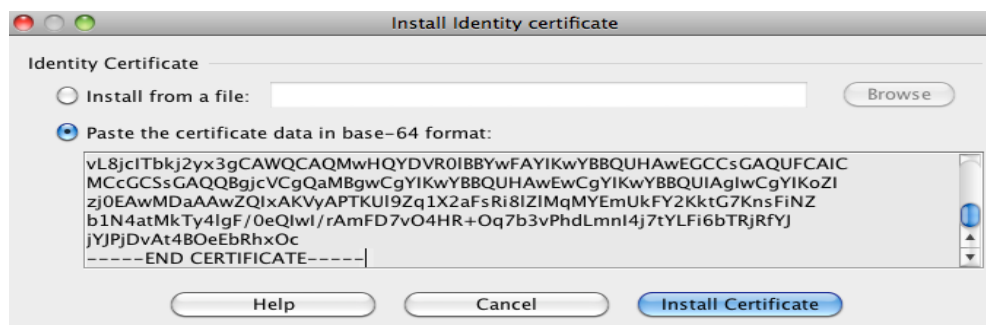 Install Identity certificate
Identity Certificate
Install from a file:
Browse
Paste the certificate data in base-64 format:
vL8jcITbkj2yx3gCAWQCAQMwHQYDVR0lBBYwFAYIKwYBBQUHAwEGCCsGAQUFCAIC
MCcGCSsGAQQBgjcVCgQaMBgwCgYIKwYBBQUHAwEwCgYIKwYBBQUIAgIwCgYIKoZI
zj0EAwMDaAAwZQIxAKVyAPTKUl9Zq1X2aFsRi8lZlMqMYEmUkFY2KktG7KnsFiNZ
b1N4atMkTy4lgF/0eQIwI/rAmFD7vO4HR+Oq7b3vPhdLmnI4j7tYLFi6bTRjRfYJ
jYJPjDvAt4BOeEbRhxOc
-----END CERTIFICATE-----
Help
Cancel
Install Certificate